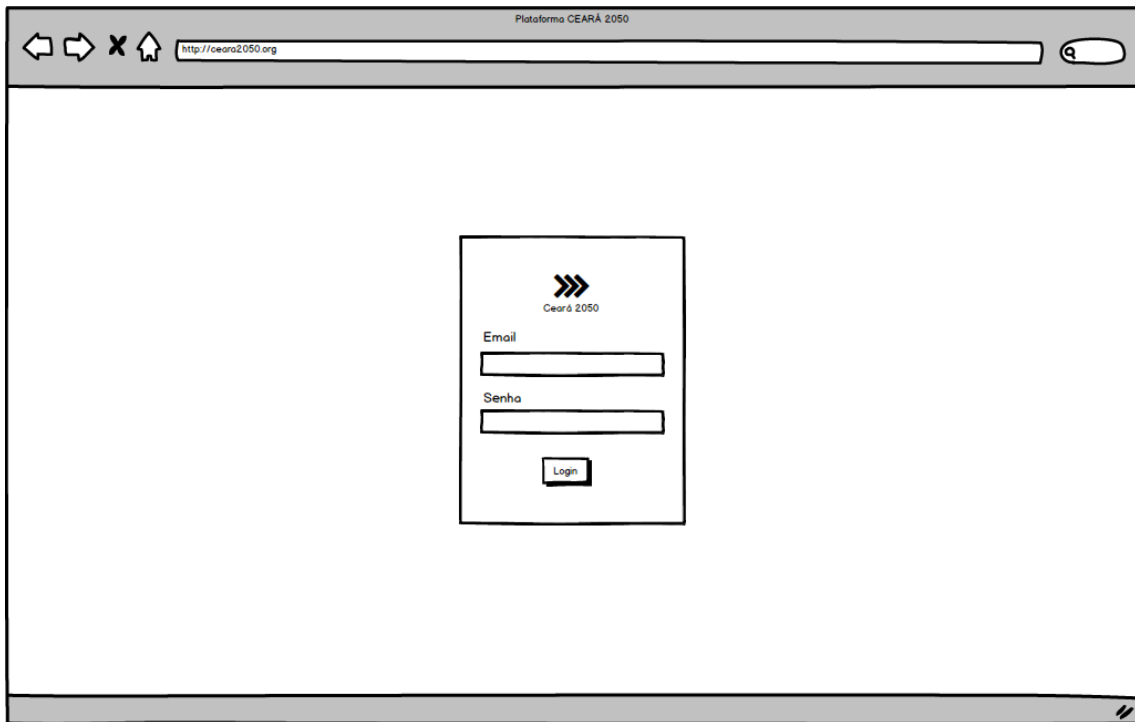 Plataforma CEARÁ 2050
http://ceara2050.org
Ceará 2050
Email
Senha
Login